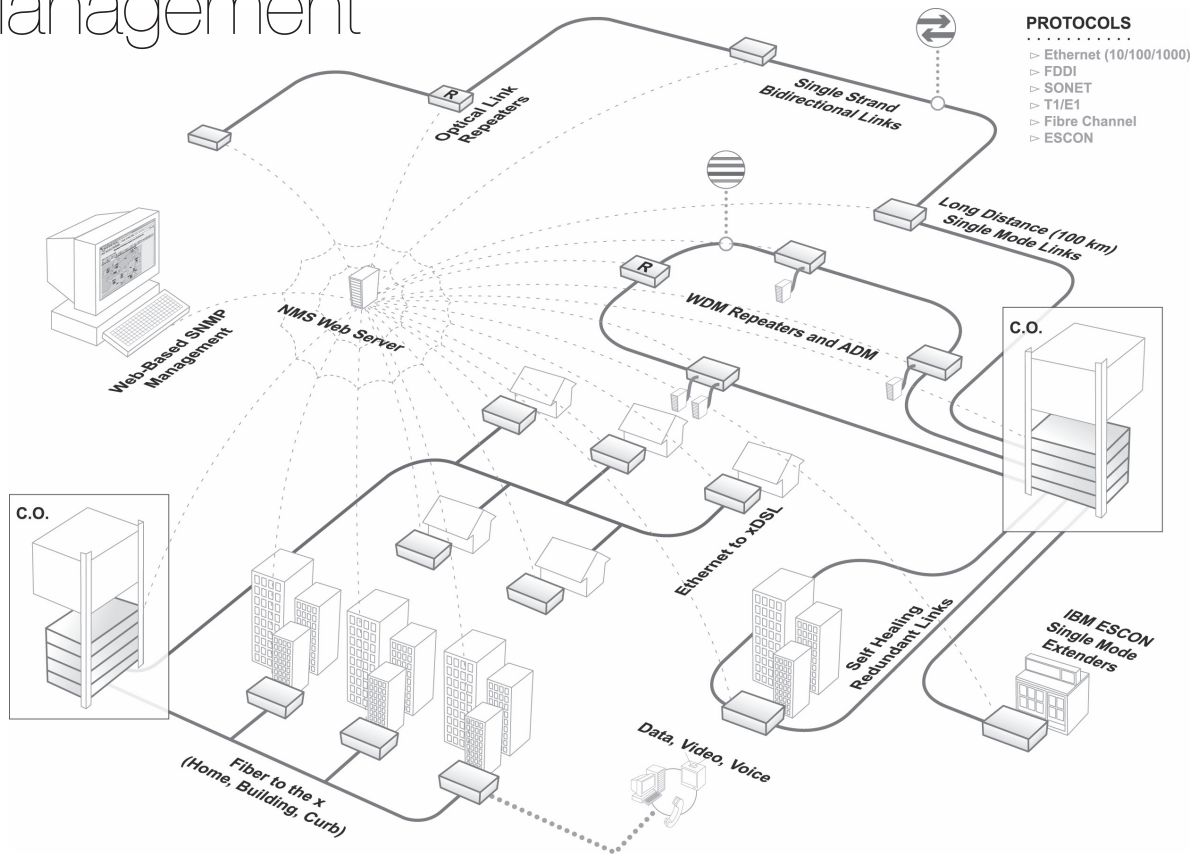 Management
PROTOCOLS
▻ Ethernet (10/100/1000)
▻ FDDI
▻ SONET
▻ T1/E1
▻ Fibre Channel
▻ ESCON
R
Optical Link
Repeaters
Single Strand
Bidirectional Links
Long Distance (100 km)
Single Mode Links
R
WDM Repeaters and ADM
C.O.
NMS Web Server
Web-Based SNMP
Management
C.O.
Ethernet to xDSL
Self Healing
Redundant Links
IBM ESCON
Single Mode
Extenders
Data, Video, Voice
Fiber to the x
(Home, Building, Curb)